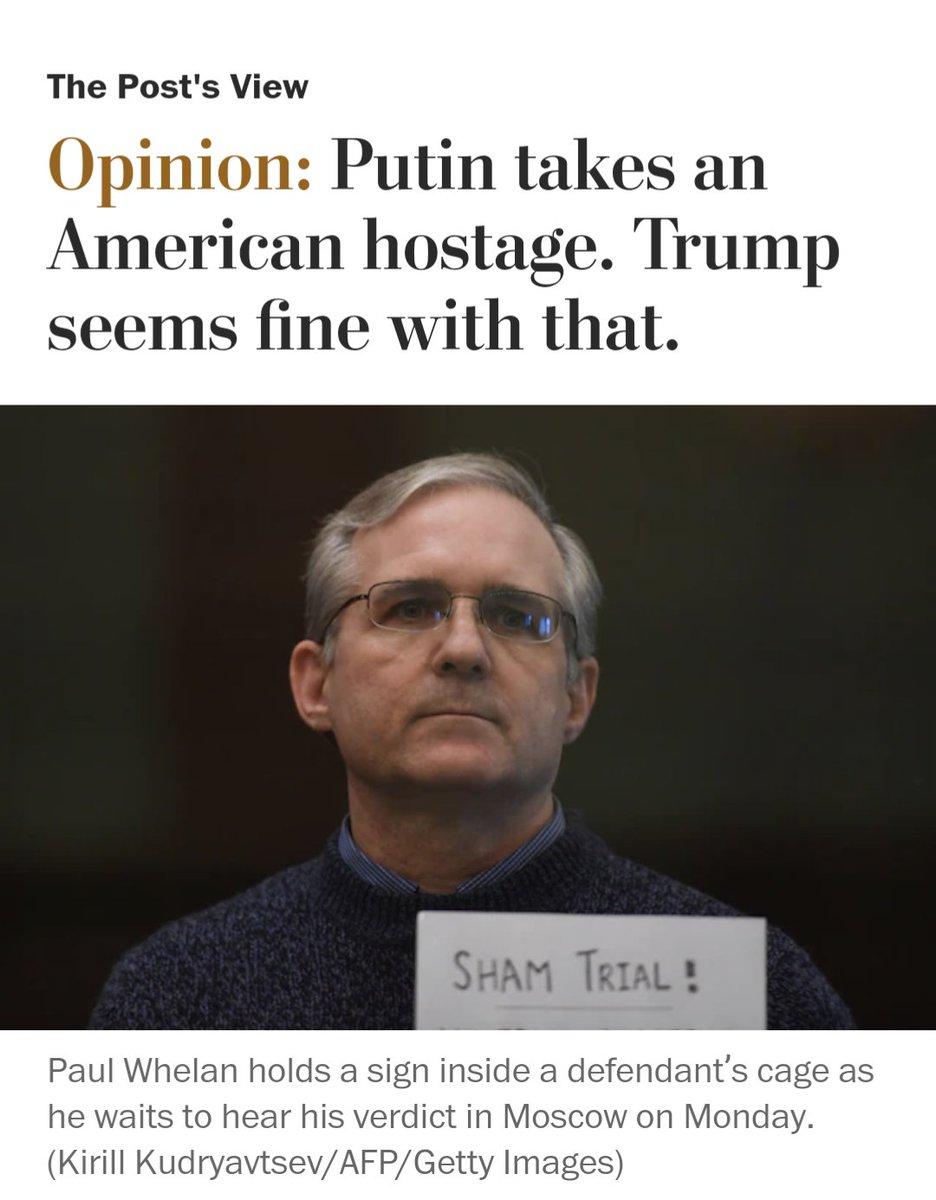 The Post's View
Opinion: Putin takes an
American hostage. Trump
seems fine with that.
SHAM TRIAL!
Paul Whelan holds a sign inside a defendant’s cage as
he waits to hear his verdict in Moscow on Monday.
(Kirill Kudryavtsev/AFP/Getty Images)